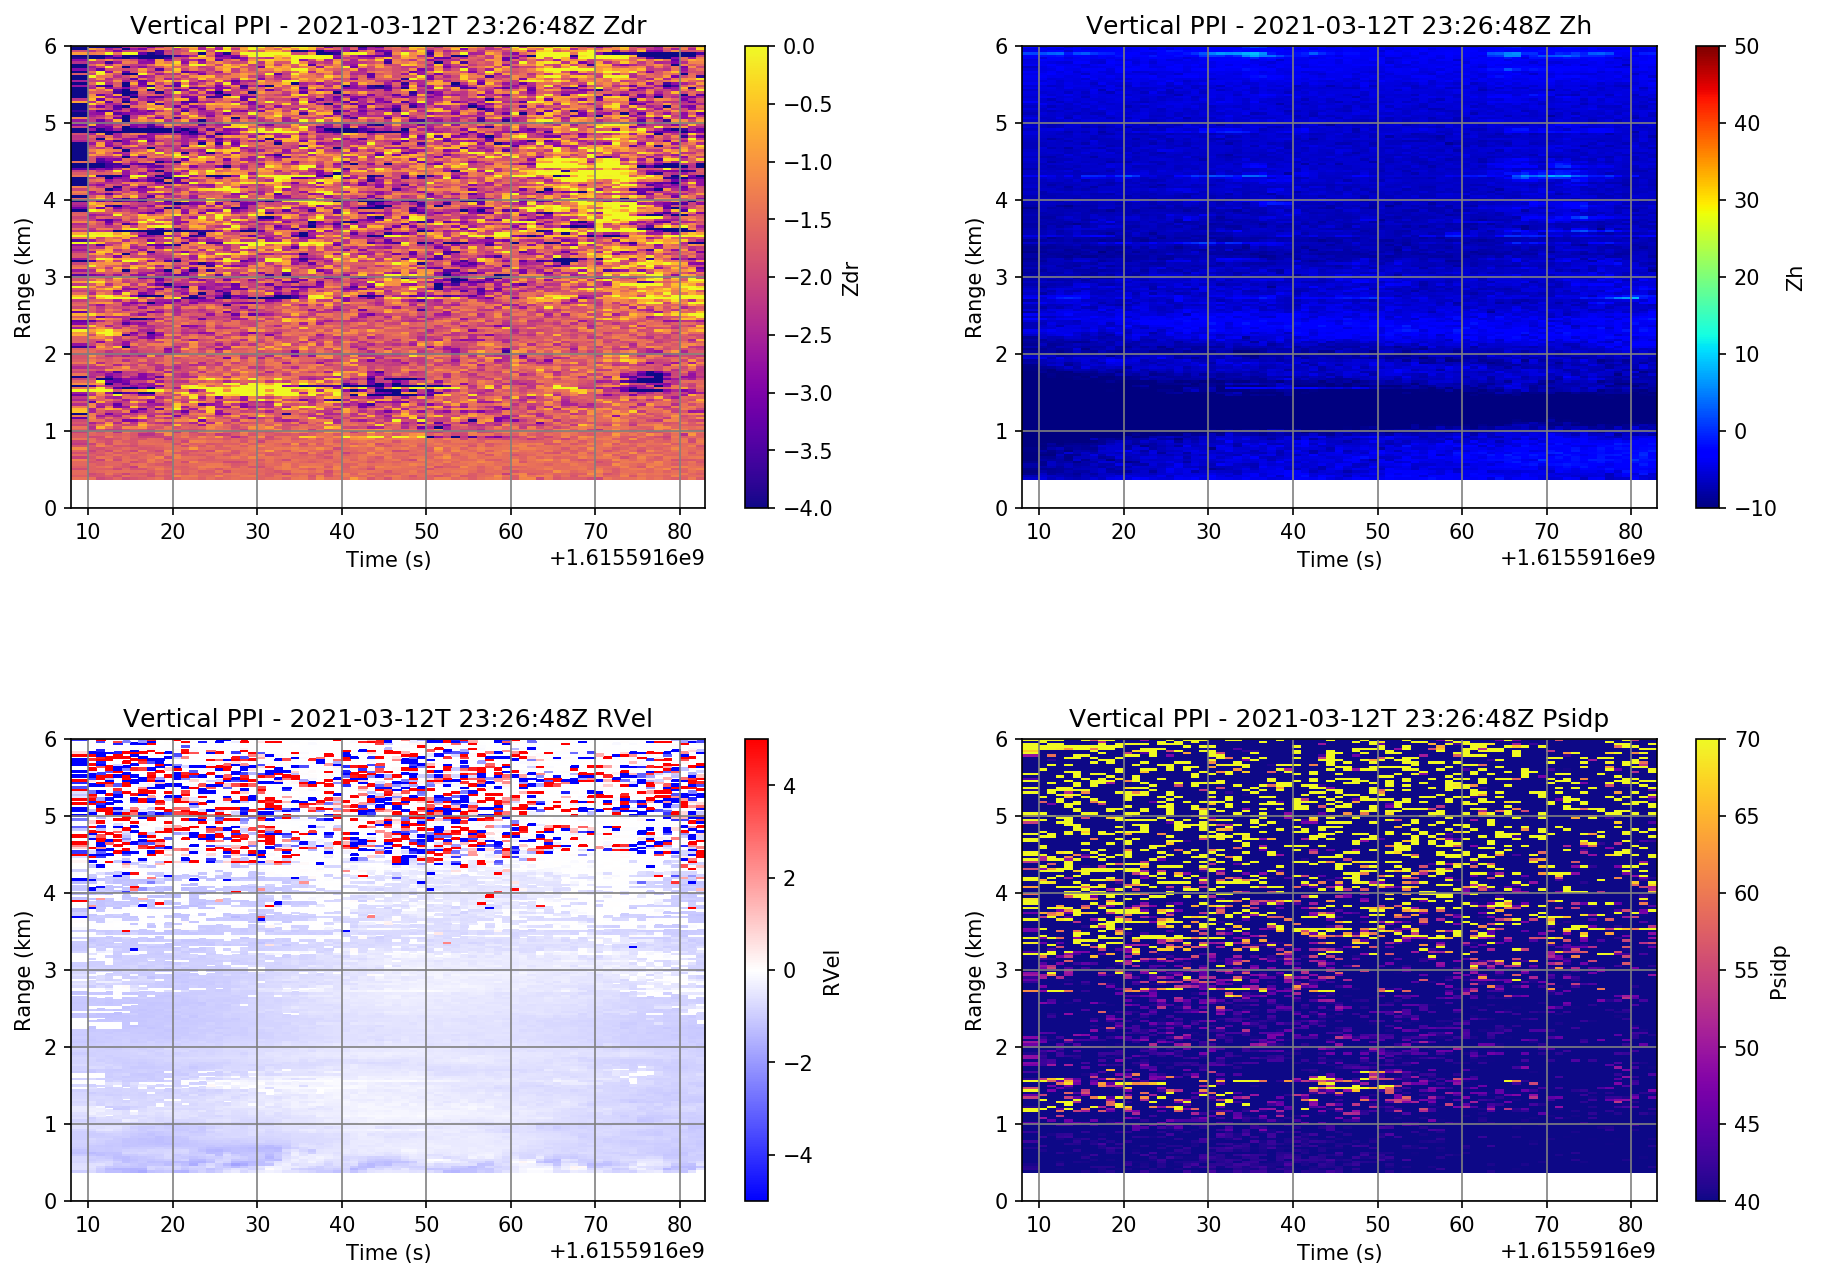 Vertical PPI - 2021-03-12T 23:26:48Z Zdr
6
5
4
3
2
1
0
Range (km)
10 20 30 40 50 60 70 80
Time (s)
+1.6155916e9
0.0
−0.5
−1.0
−1.5
−2.0
−2.5
−3.0
−3.5
−4.0
Zdr
Vertical PPI - 2021-03-12T 23:26:48Z Zh
6
5
4
3
2
1
0
Range (km)
10 20 30 40 50 60 70 80
Time (s)
+1.6155916e9
50
40
30
20
10
0
−10
Zh
Vertical PPI - 2021-03-12T 23:26:48Z RVel
6
5
4
3
2
1
0
Range (km)
10 20 30 40 50 60 70 80
Time (s)
+1.6155916e9
4
2
0
−2
−4
RVel
Vertical PPI - 2021-03-12T 23:26:48Z Psidp
6
5
4
3
2
1
0
Range (km)
10 20 30 40 50 60 70 80
Time (s)
+1.6155916e9
70
65
60
55
50
45
40
Psidp